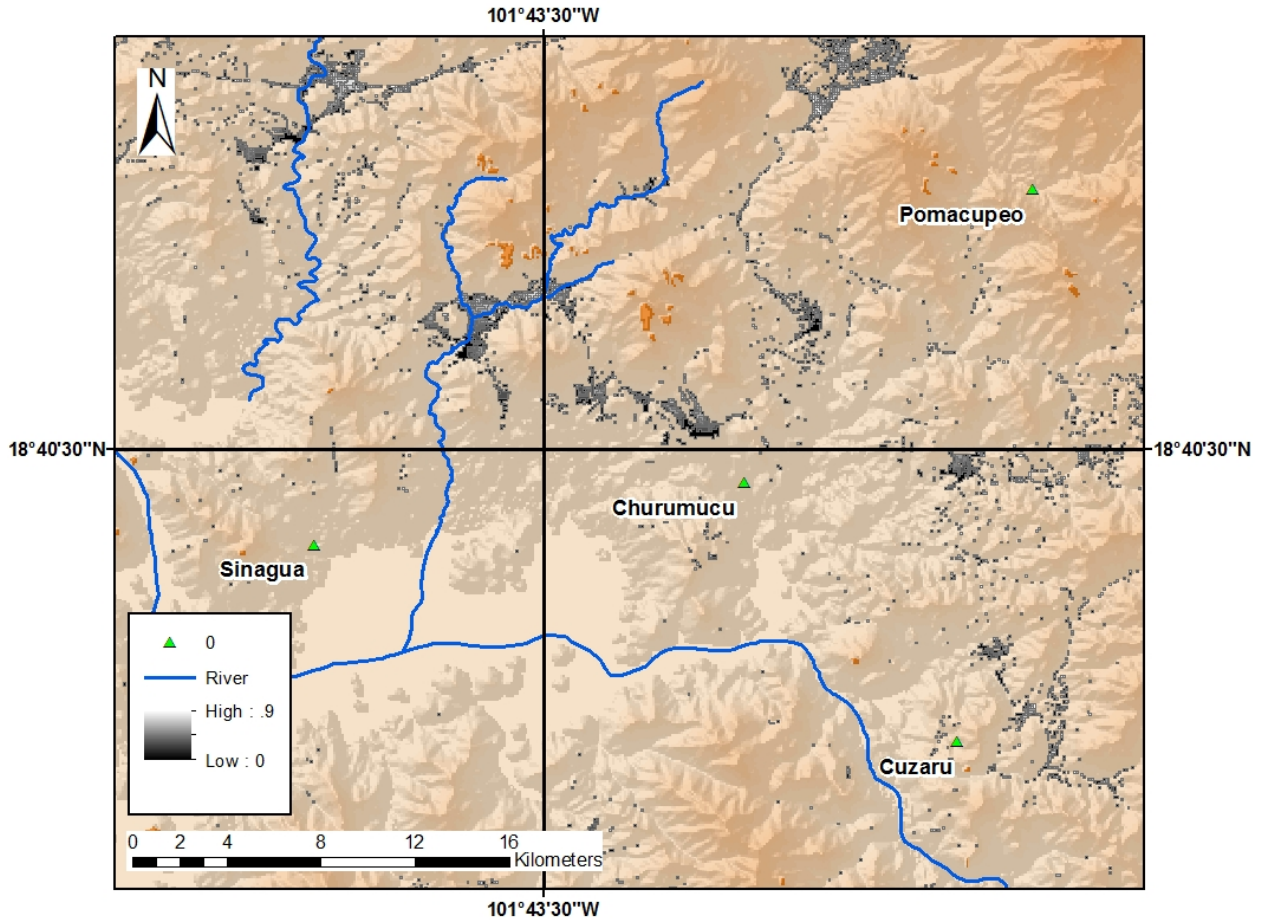 101°43'30"W
N
Pomacupeo
18°40'30"N
18°40'30"N
Churumucu
Sinagua
0
River
High : .9
Low : 0
Cuzaru
0 2 4 8 12 16
Kilometers
101°43'30"W